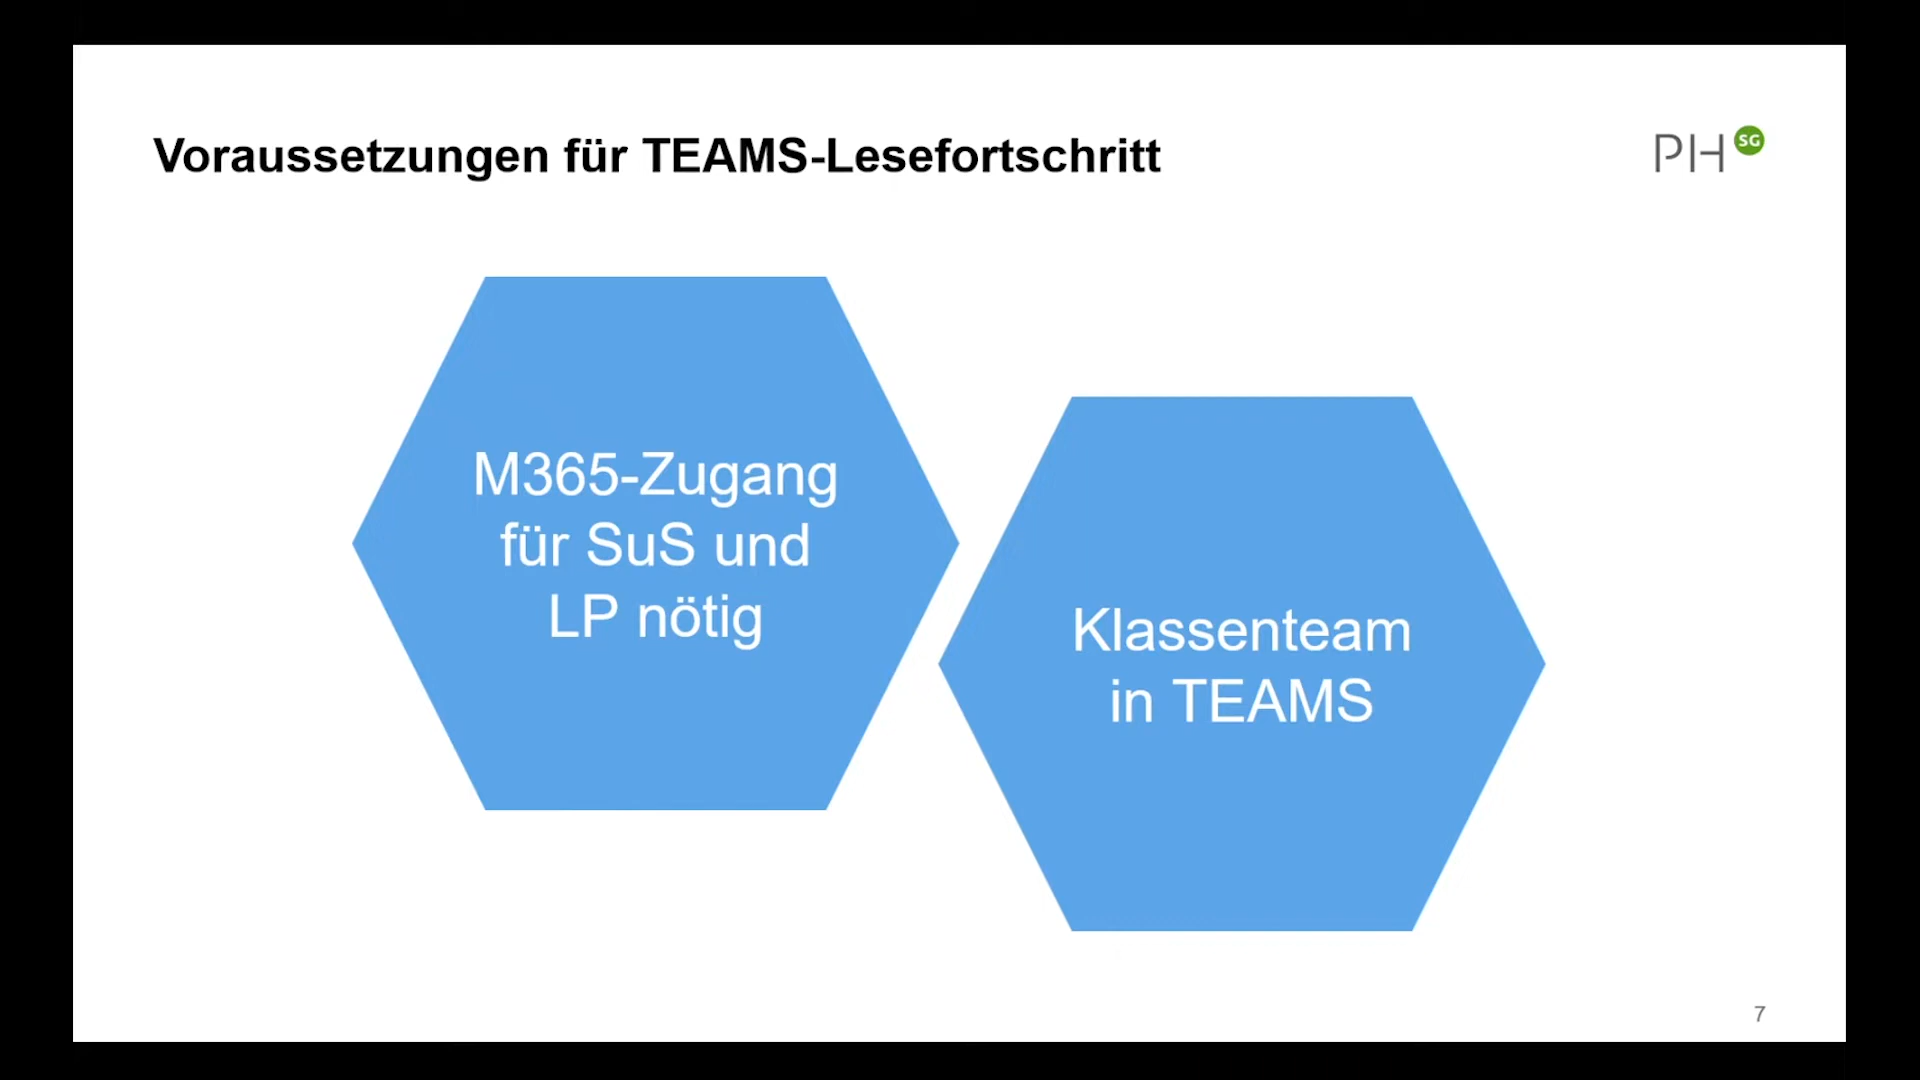 Voraussetzungen für TEAMS-Lesefortschritt
PH SG
M365-Zugang
für SuS und
LP nötig
Klassenteam
in TEAMS
7